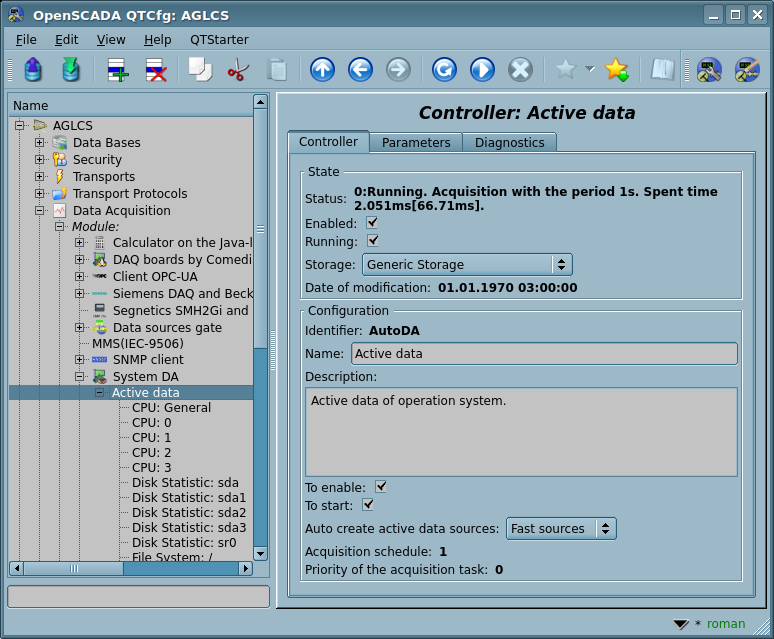 OpenSCADA QTCfg: AGLCS
File Edit View Help QTStarter
Name
AGLCS
Data Bases
Security
Transports
Transport Protocols
Data Acquisition
Module:
Calculator on the Java-l
DAQ boards by Comedi
Client OPC-UA
Siemens DAQ and Beck
Segnetics SMH2Gi and
Data sources gate
MMS(IEC-9506)
SNMP client
System DA
Active data
CPU: General
CPU: 0
CPU: 1
CPU: 2
CPU: 3
Disk Statistic: sda
Disk Statistic: sda1
Disk Statistic: sda2
Disk Statistic: sda3
Disk Statistic: sr0
File System: /
Controller: Active data
Controller Parameters Diagnostics
State
Status: 0:Running. Acquisition with the period 1s. Spent time
2.051ms[66.71ms].
Enabled:
Running:
Storage: Generic Storage
Date of modification: 01.01.1970 03:00:00
Configuration
Identifier: AutoDA
Name: Active data
Description:
Active data of operation system.
To enable:
To start:
Auto create active data sources: Fast sources
Acquisition schedule: 1
Priority of the acquisition task: 0
* roman